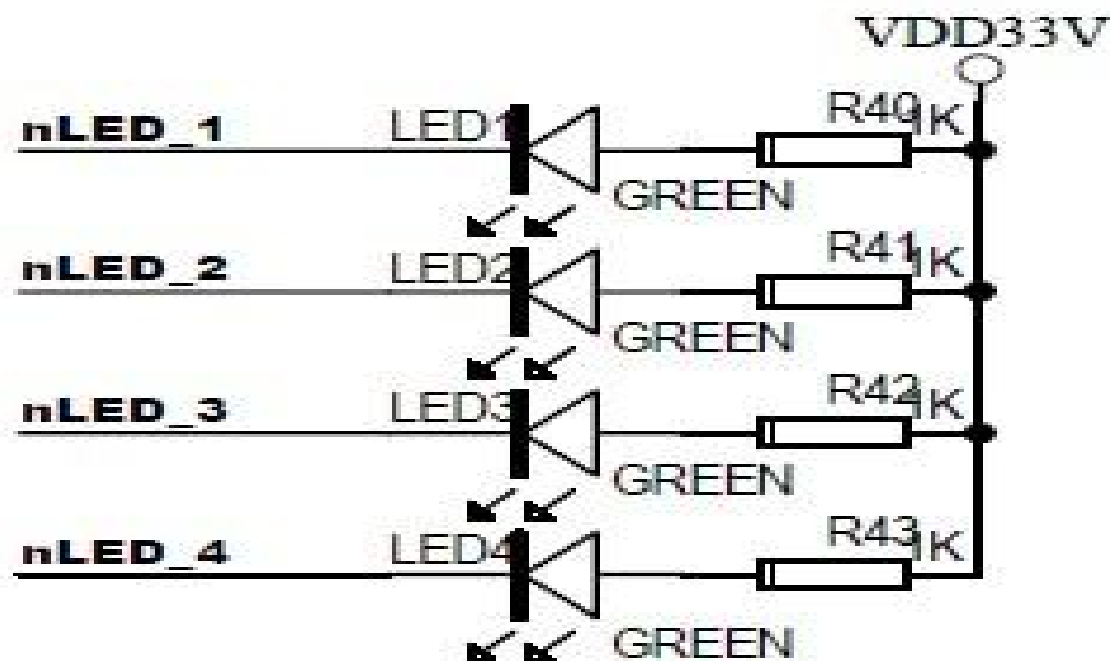 VDD33V
nLED_1 LED1 R40 1K
GREEN
nLED_2 LED2 R41 1K
GREEN
nLED_3 LED3 R42 1K
GREEN
nLED_4 LED4 R43 1K
GREEN